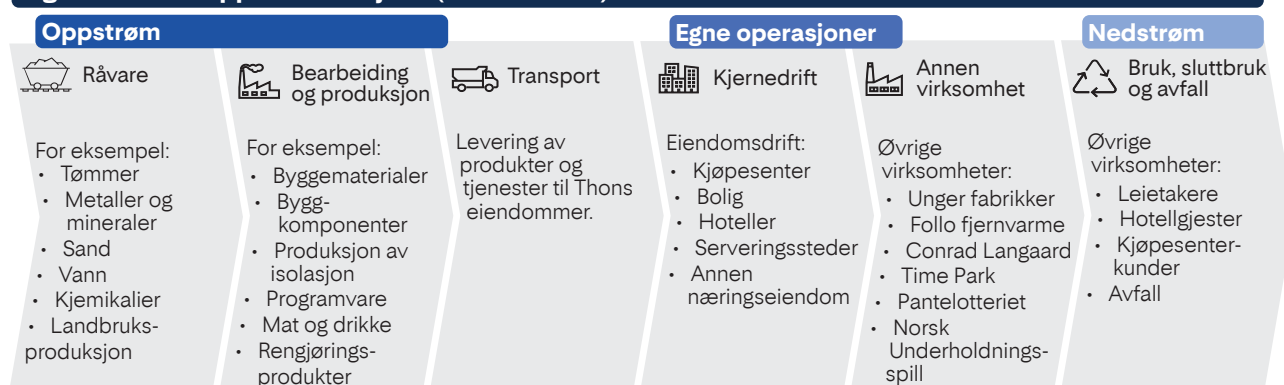 Oppstrøm
Egne operasjoner
Nedstrøm
Råvare
For eksempel:
• Tømmer
• Metaller og
mineraler
• Sand
• Vann
• Kjemikalier
• Landbruks-
produksjon
Bearbeiding
og produksjon
For eksempel:
• Byggematerialer
• Bygg-
komponenter
• Produksjon av
isolasjon
• Programvare
• Mat og drikke
• Rengjørings-
produkter
Transport
Levering av
produkter og
tjenester til Thons
eiendommer.
Kjernedrift
Eiendomsdrift:
• Kjøpesenter
• Bolig
• Hoteller
• Serveringssteder
• Annen
næringseiendom
Annen
virksomhet
Øvrige
virksomheter:
• Unger fabrikker
• Follo fjernvarme
• Conrad Langaard
• Time Park
• Pantelotteriet
• Norsk
Underholdnings-
spill
Bruk, sluttbruk
og avfall
Øvrige
virksomheter:
• Leietakere
• Hotellgjester
• Kjøpesenter-
kunder
• Avfall